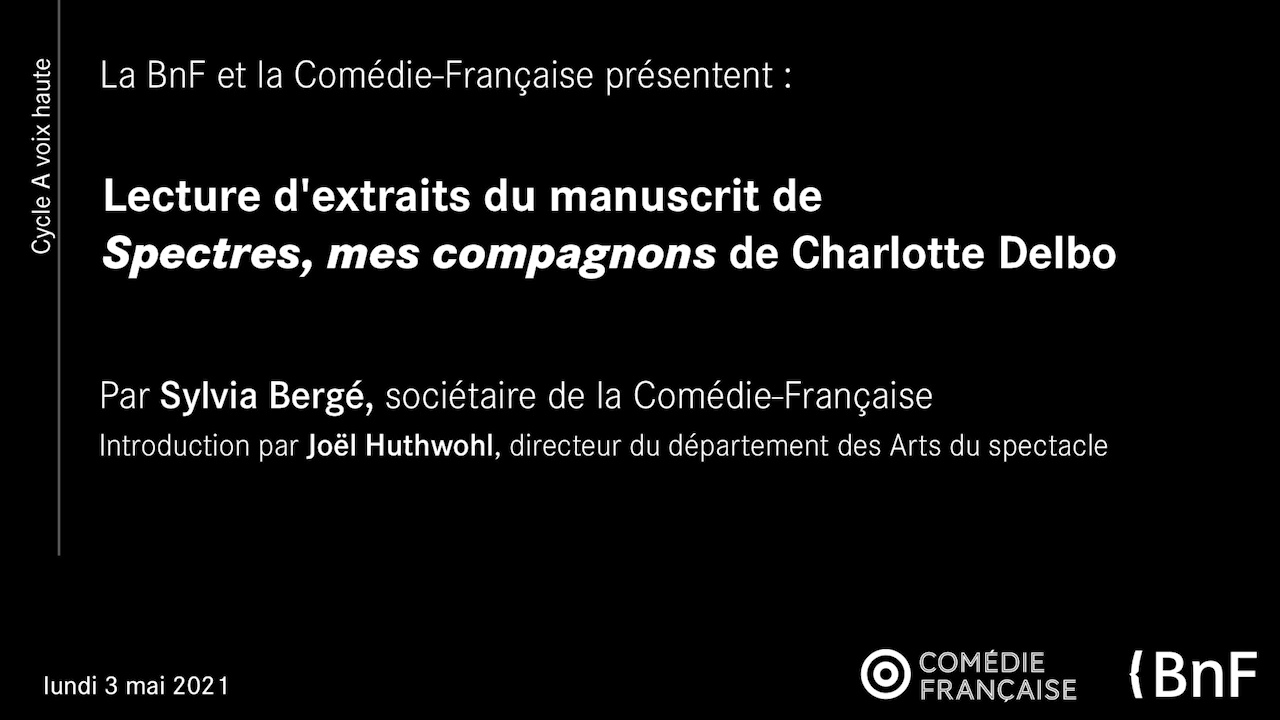 Cycle A voix haute
La BnF et la Comédie-Française présentent :
Lecture d'extraits du manuscrit de
Spectres, mes compagnons de Charlotte Delbo
Par Sylvia Bergé, sociétaire de la Comédie-Française
Introduction par Joël Huthwohl, directeur du département des Arts du spectacle
lundi 3 mai 2021
COMÉDIE
FRANÇAISE
{BnF